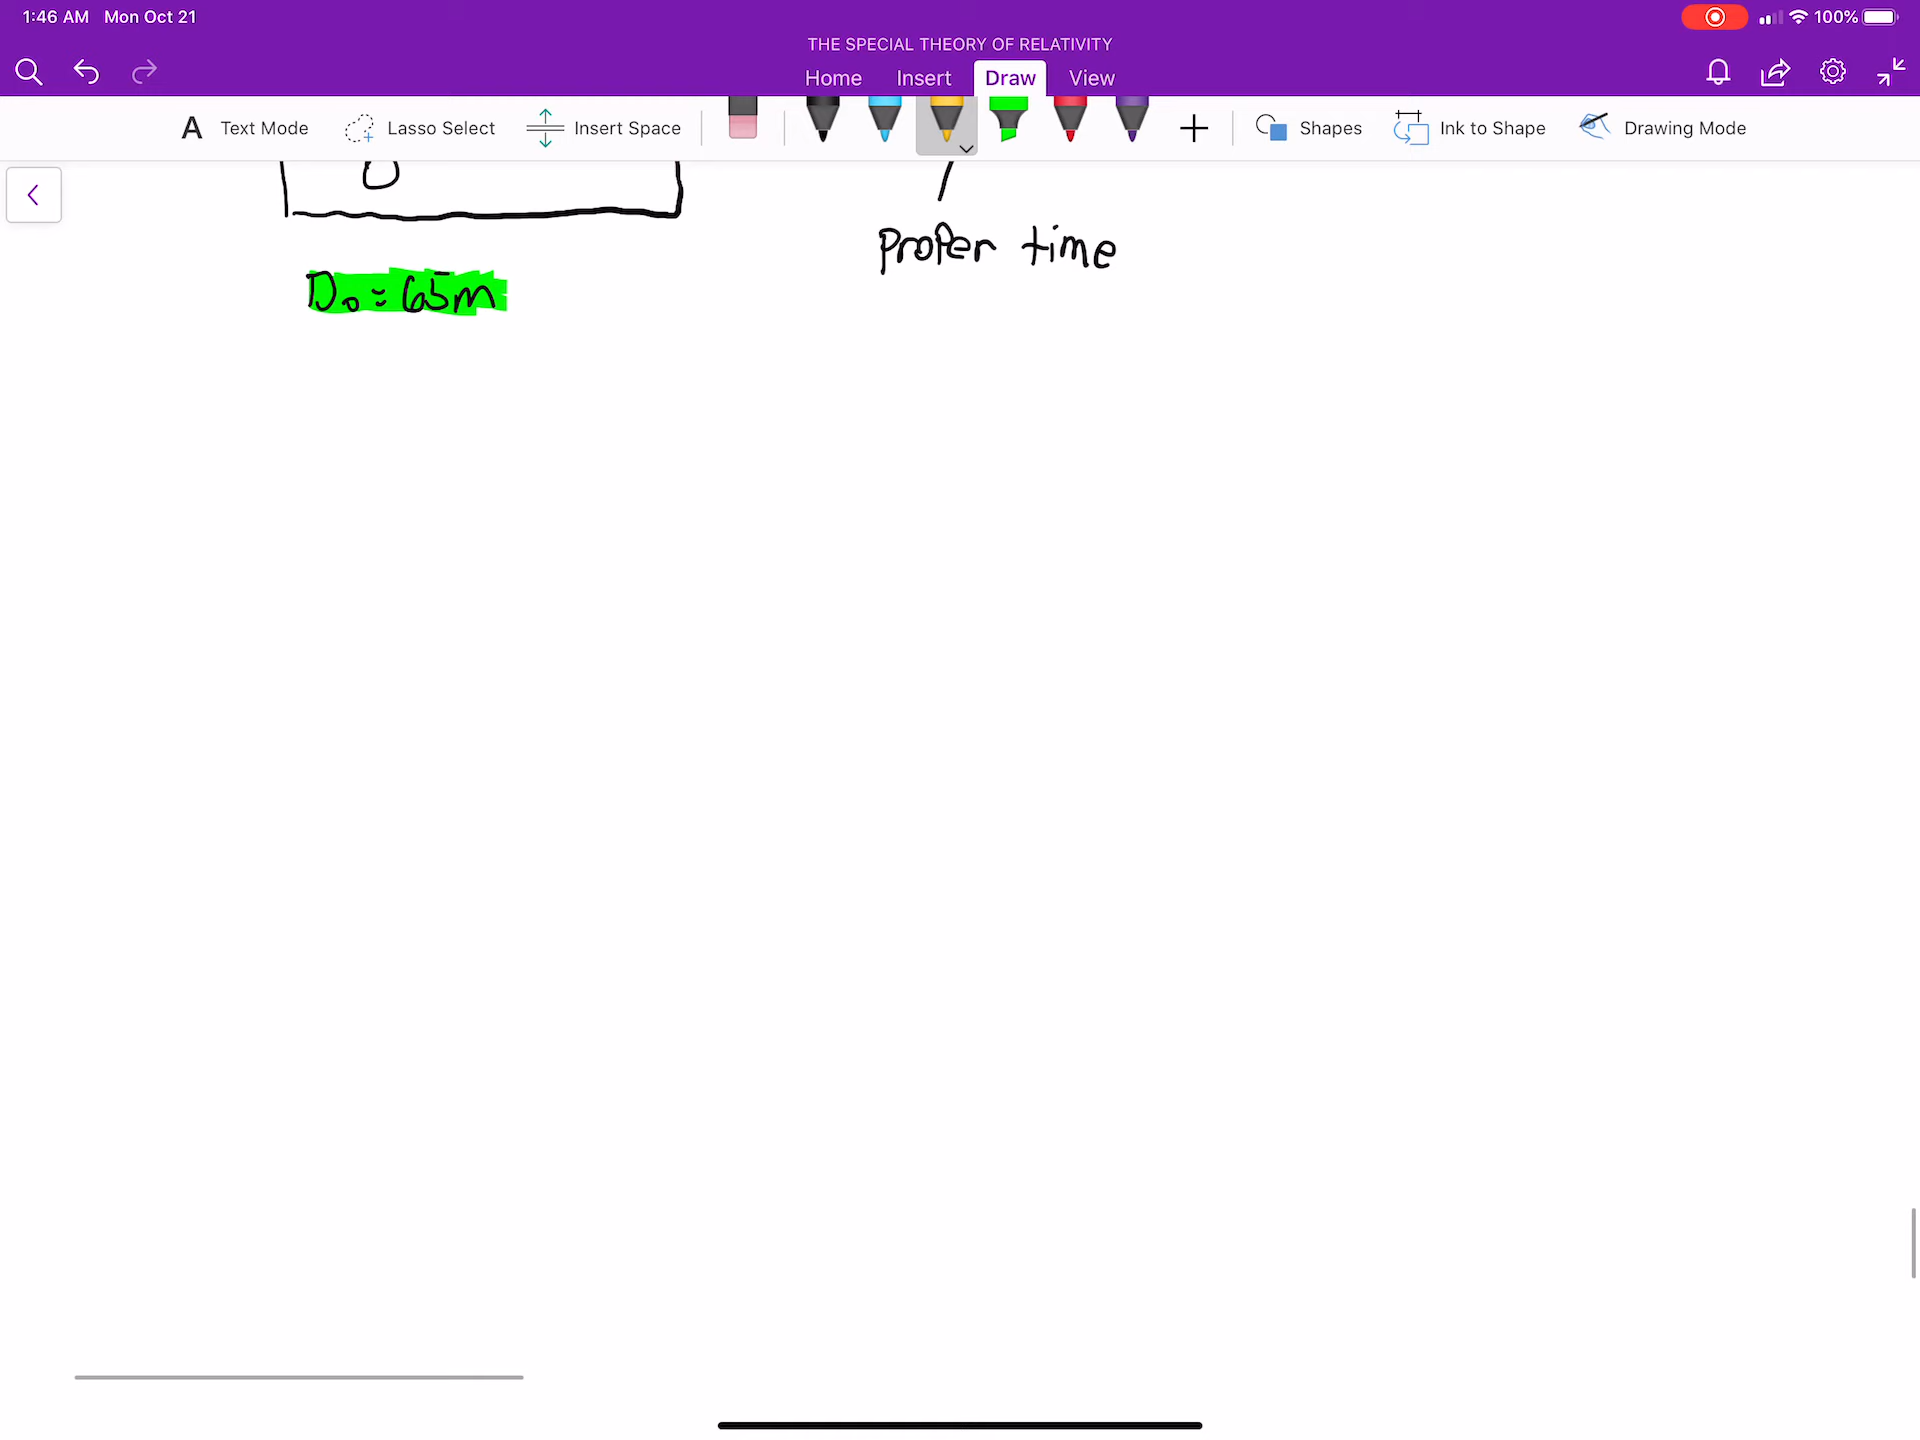 1:46 AM Mon Oct 21
100%
THE SPECIAL THEORY OF RELATIVITY
Home Insert Draw View
A Text Mode Lasso Select Insert Space Shapes Ink to Shape Drawing Mode
Proper time
D₀ = 65m